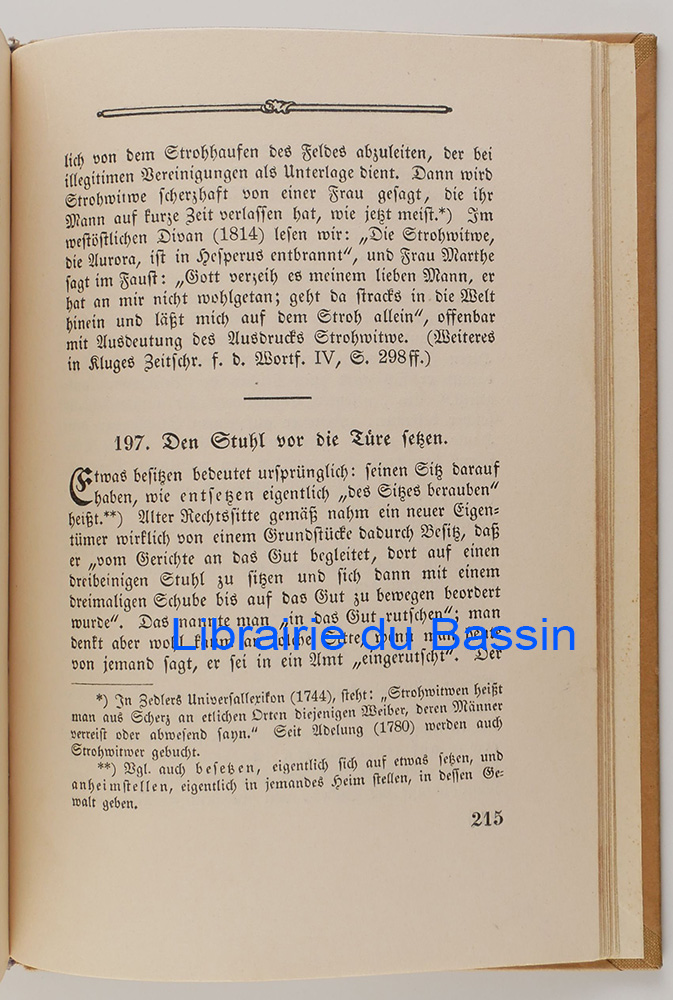 lich von dem Strohhaufen des Feldes abzuleiten, der bei
illegitimen Vereinigungen als Unterlage dient. Dann wird
Strohwitwe scherzhaft von einer Frau gesagt, die ihr
Mann auf kurze Zeit verlassen hat, wie jetzt meist.*) Im
westöstlichen Divan (1814) lesen wir: „Die Strohwitwe,
die Aurora, ist in Hesperus entbrannt“, und Frau Marthe
sagt im Faust: „Gott verzeih es meinem lieben Mann, er
hat an mir nicht wohlgetan; geht da stracks in die Welt
hinein und läßt mich auf dem Stroh allein“, offenbar
mit Ausdeutung des Ausdrucks Strohwitwe. (Weiteres
in Kluges Zeitschr. f. d. Wortf. IV, S. 298ff.)
197. Den Stuhl vor die Türe setzen.
Etwas besitzen bedeutet ursprünglich: seinen Sitz darauf
haben, wie entsetzen eigentlich „des Sitzes berauben“
heißt.**) Alter Rechtssitte gemäß nahm ein neuer Eigen-
tümer wirklich von einem Grundstücke dadurch Besitz, daß
er „vom Gerichte an das Gut begleitet, dort auf einen
dreibeinigen Stuhl zu sitzen und sich dann mit einem
dreimaligen Schube bis auf das Gut zu bewegen beordert
wurde“. Das nannte man „in das Gut rutschen“; man
denkt aber wohl kaum an solche Sitte, wenn man heute
von jemand sagt, er sei in ein Amt „eingerutscht“. Der
Librairie du Bassin
*) In Zedlers Universallexikon (1744), steht: „Strohwitwen heißt
man aus Scherz an etlichen Orten diejenigen Weiber, deren Männer
verreist oder abwesend sayn.“ Seit Adelung (1780) werden auch
Strohwitwer gebucht.
**) Vgl. auch besetzen, eigentlich sich auf etwas setzen, und
anheimstellen, eigentlich in jemandes Heim stellen, in dessen Ge-
walt geben.
215